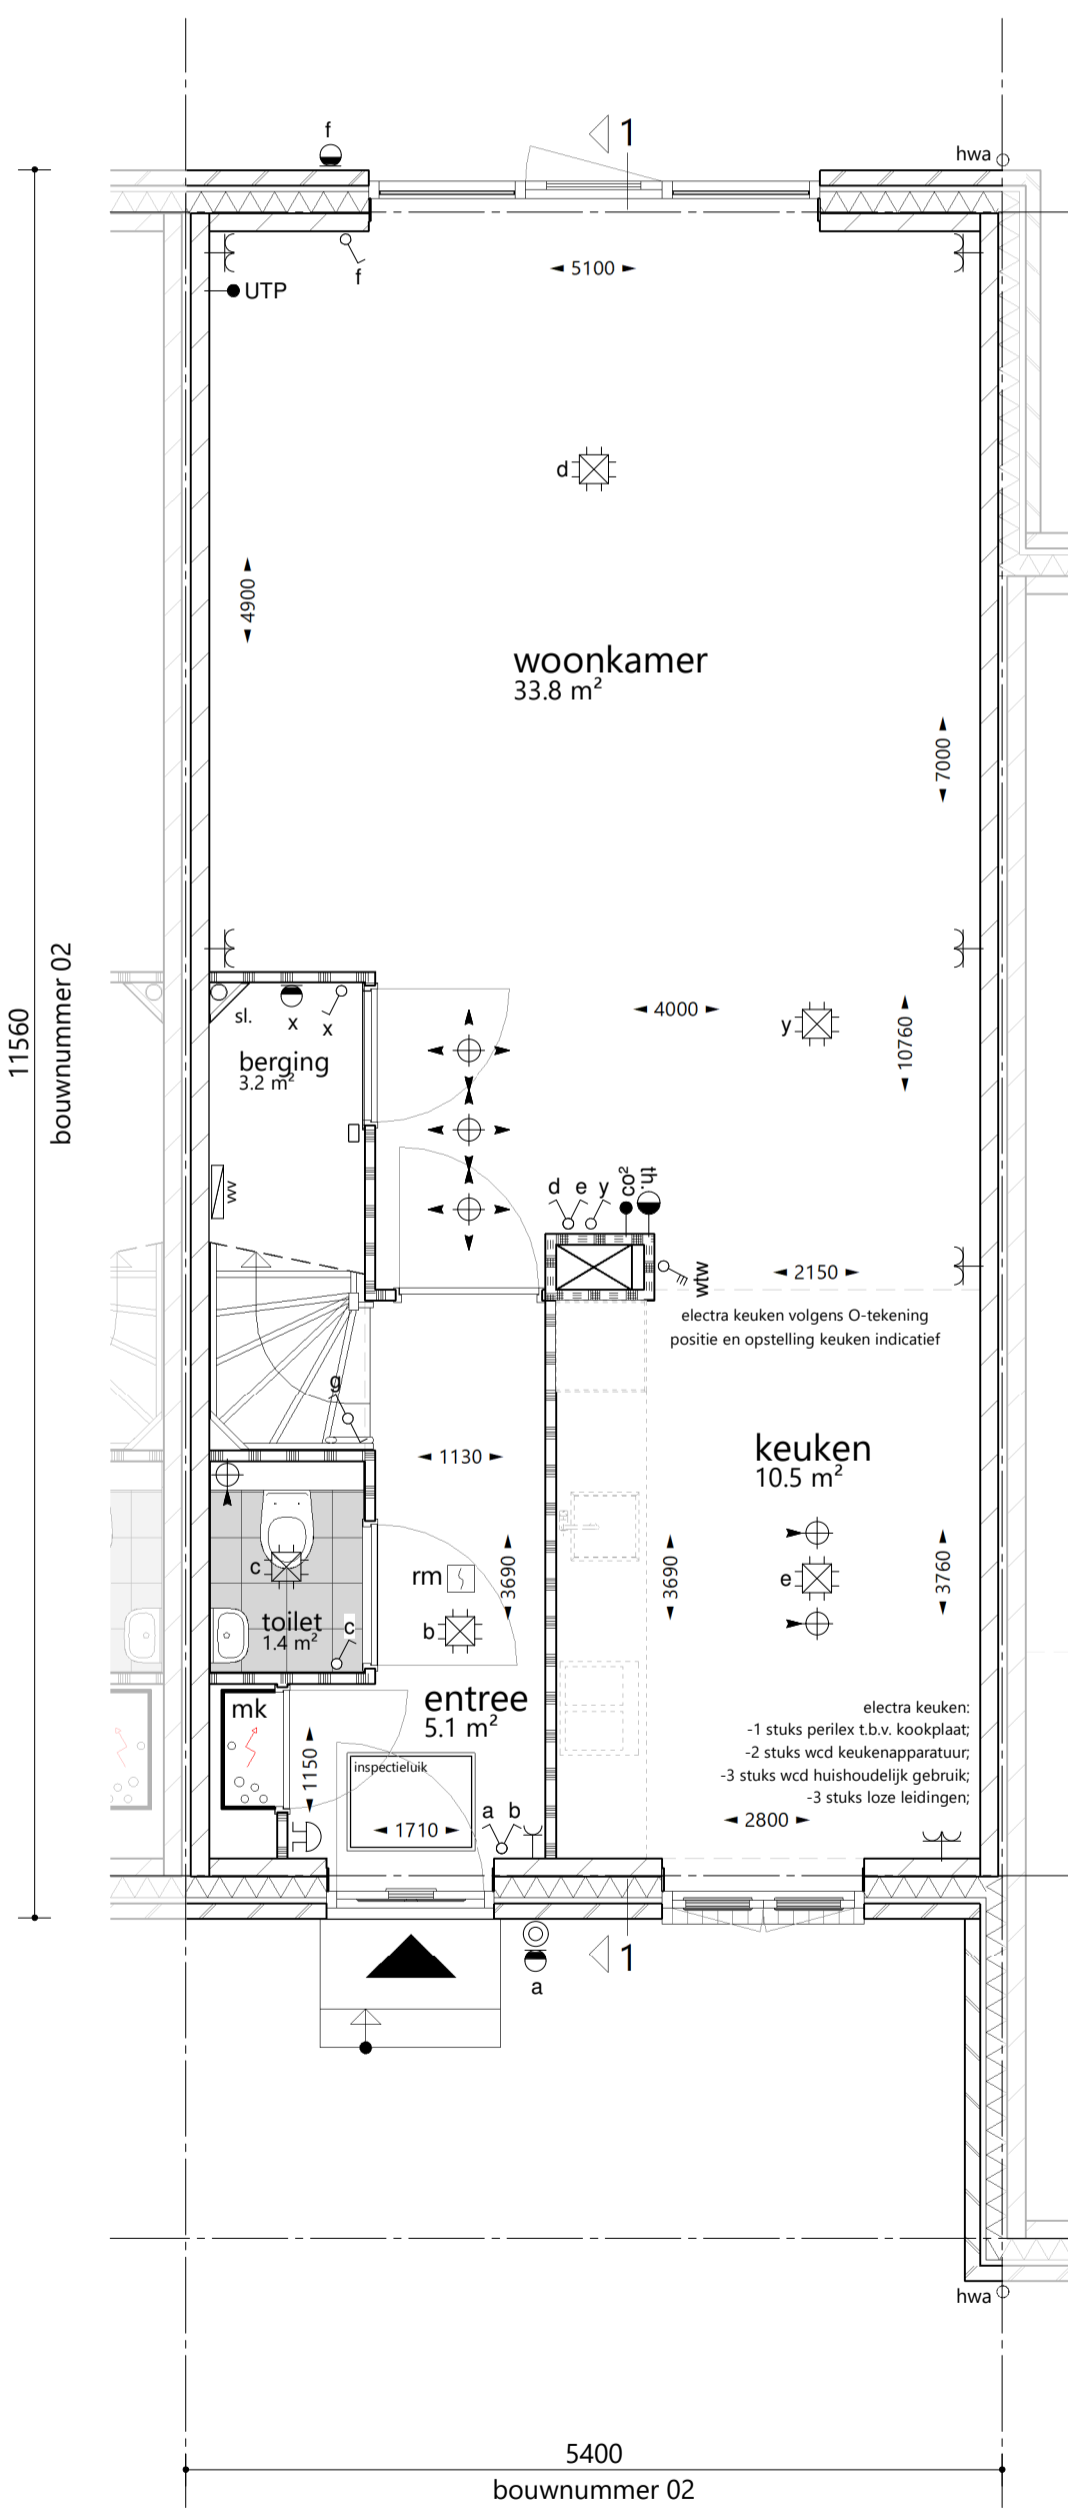 f
1
hwa
f
5100
UTP
d
4900
woonkamer
33.8 m²
7000
11560
bouwnummer 02
sl.
x
x
4000
y
10760
berging
3.2 m²
wv
d e y
co²
th.
wtw
2150
electra keuken volgens O-tekening
positie en opstelling keuken indicatief
g
1130
keuken
10.5 m²
c
rm
3690
3690
e
3760
toilet
1.4 m²
c
b
entree
5.1 m²
mk
electra keuken:
-1 stuks perilex t.b.v. kookplaat;
-2 stuks wcd keukenapparatuur;
-3 stuks wcd huishoudelijk gebruik;
-3 stuks loze leidingen;
1150
inspectieluik
1710
a b
2800
a
1
hwa
5400
bouwnummer 02